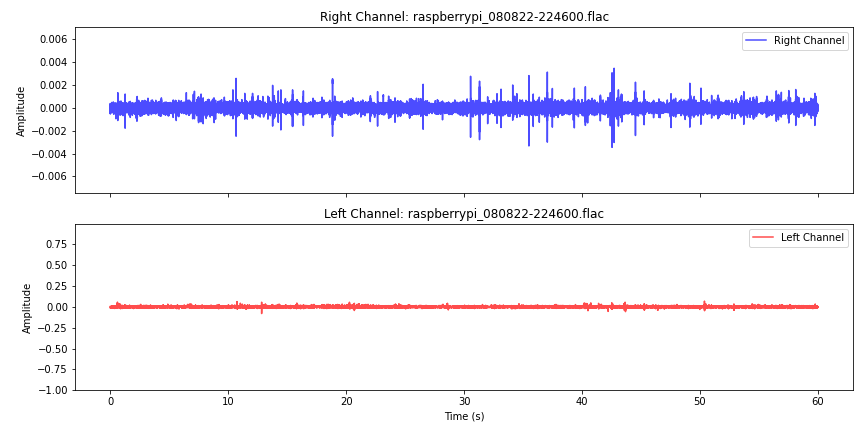 Right Channel: raspberrypi_080822-224600.flac
Right Channel
Amplitude
0.006
0.004
0.002
0.000
−0.002
−0.004
−0.006
Left Channel: raspberrypi_080822-224600.flac
Left Channel
Amplitude
0.75
0.50
0.25
0.00
−0.25
−0.50
−0.75
−1.00
0 10 20 30 40 50 60
Time (s)